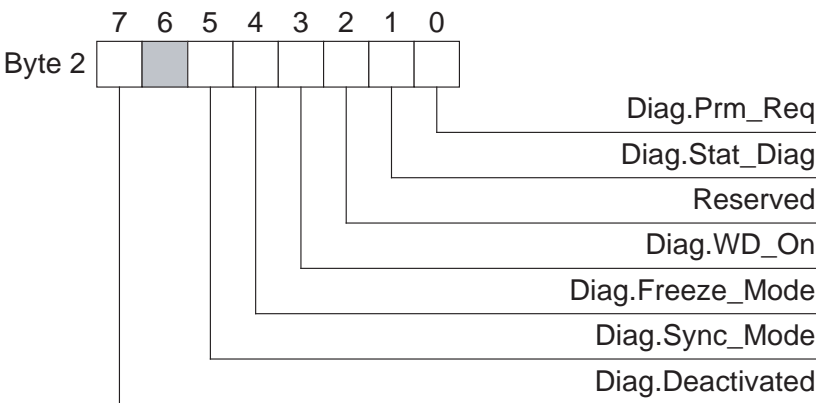 7 6 5 4 3 2 1 0
Byte 2
Diag.Prm_Req
Diag.Stat_Diag
Reserved
Diag.WD_On
Diag.Freeze_Mode
Diag.Sync_Mode
Diag.Deactivated